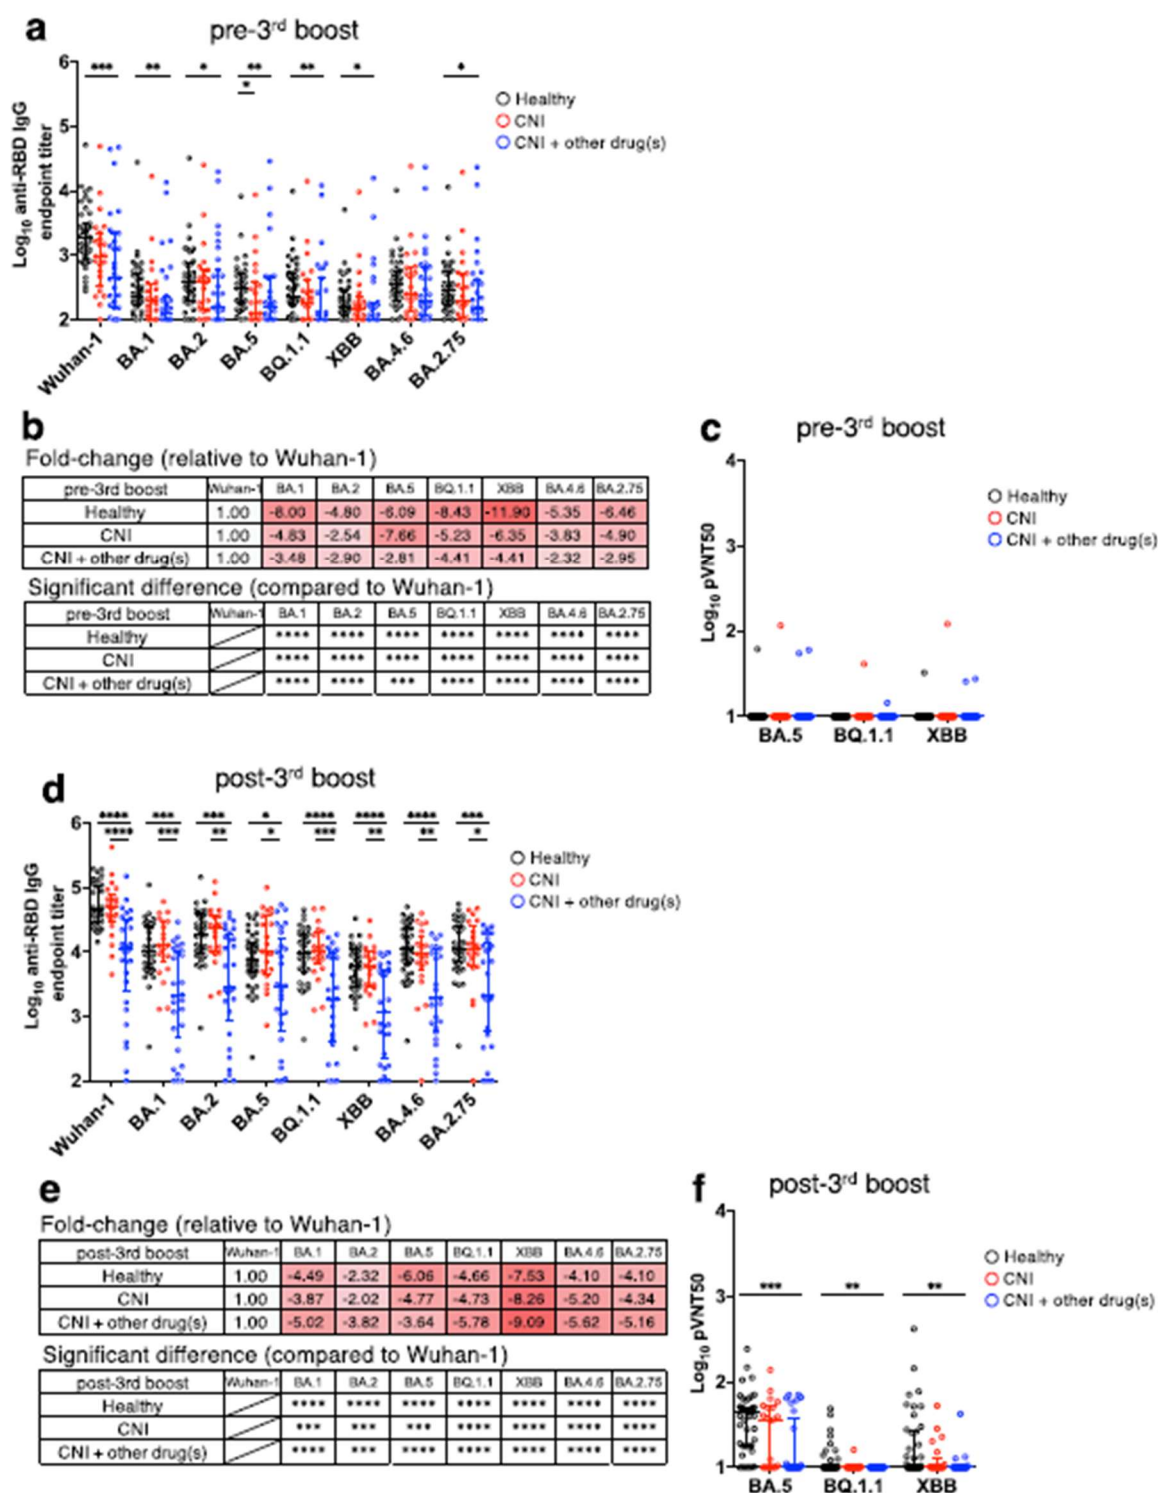 a
pre-3rd boost
Log10 anti-RBD IgG
endpoint titer
6
5
4
3
2
*** ** * ** ** * *
*
Healthy
CNI
CNI + other drug(s)
Wuhan-1 BA.1 BA.2 BA.5 BQ.1.1 XBB BA.4.6 BA.2.75
b
Fold-change (relative to Wuhan-1)
pre-3rd boost Wuhan-1 BA.1 BA.2 BA.5 BQ.1.1 XBB BA.4.6 BA.2.75
Healthy 1.00 -6.00 -4.80 -6.09 -8.43 -11.90 -5.35 -6.46
CNI 1.00 -4.83 -2.54 -7.66 -5.23 -6.35 -3.83 -4.90
CNI + other drug(s) 1.00 -3.48 -2.90 -2.81 -4.41 -4.41 -2.32 -2.95
Significant difference (compared to Wuhan-1)
pre-3rd boost Wuhan-1 BA.1 BA.2 BA.5 BQ.1.1 XBB BA.4.6 BA.2.75
Healthy **** **** **** **** **** **** ****
CNI **** **** **** **** **** **** ****
CNI + other drug(s) **** **** *** **** **** **** ****
c
pre-3rd boost
Log10 pVNT50
4
3
2
1
Healthy
CNI
CNI + other drug(s)
BA.5 BQ.1.1 XBB
d
post-3rd boost
Log10 anti-RBD IgG
endpoint titer
6
5
4
3
2
**** *** *** * **** **** **** ***
**** *** ** * *** ** ** *
Healthy
CNI
CNI + other drug(s)
Wuhan-1 BA.1 BA.2 BA.5 BQ.1.1 XBB BA.4.6 BA.2.75
e
Fold-change (relative to Wuhan-1)
post-3rd boost Wuhan-1 BA.1 BA.2 BA.5 BQ.1.1 XBB BA.4.6 BA.2.75
Healthy 1.00 -4.49 -2.32 -6.06 -4.66 -7.53 -4.10 -4.10
CNI 1.00 -3.87 -2.02 -4.77 -4.73 -8.26 -5.20 -4.34
CNI + other drug(s) 1.00 -5.02 -3.82 -3.64 -5.78 -9.09 -5.62 -5.16
Significant difference (compared to Wuhan-1)
post-3rd boost Wuhan-1 BA.1 BA.2 BA.5 BQ.1.1 XBB BA.4.6 BA.2.75
Healthy **** **** **** **** **** **** ****
CNI *** *** *** **** **** **** ****
CNI + other drug(s) **** *** **** **** **** **** ****
f
post-3rd boost
Log10 pVNT50
4
3
2
1
*** ** **
Healthy
CNI
CNI + other drug(s)
BA.5 BQ.1.1 XBB